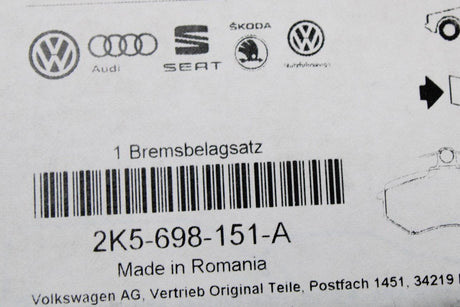 ŠKODA
Audi
SEAT
Nutzfahrzeuge
1 Bremsbelagsatz
2K5-698-151-A
Made in Romania
Volkswagen AG, Vertrieb Original Teile, Postfach 1451, 34219